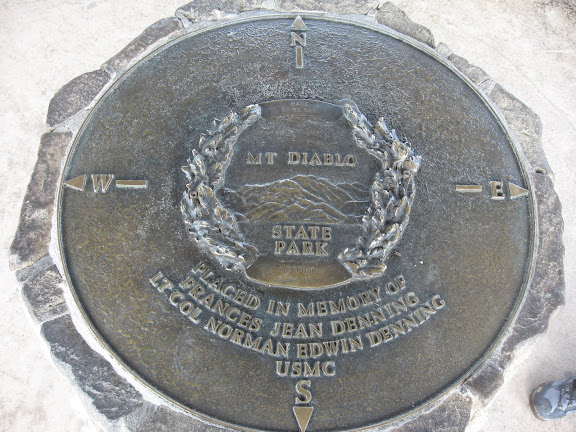 N
MT DIABLO
W E
STATE
PARK
PLACED IN MEMORY OF
FRANCES JEAN DENNING
LT COL NORMAN EDWIN DENNING
USMC
S